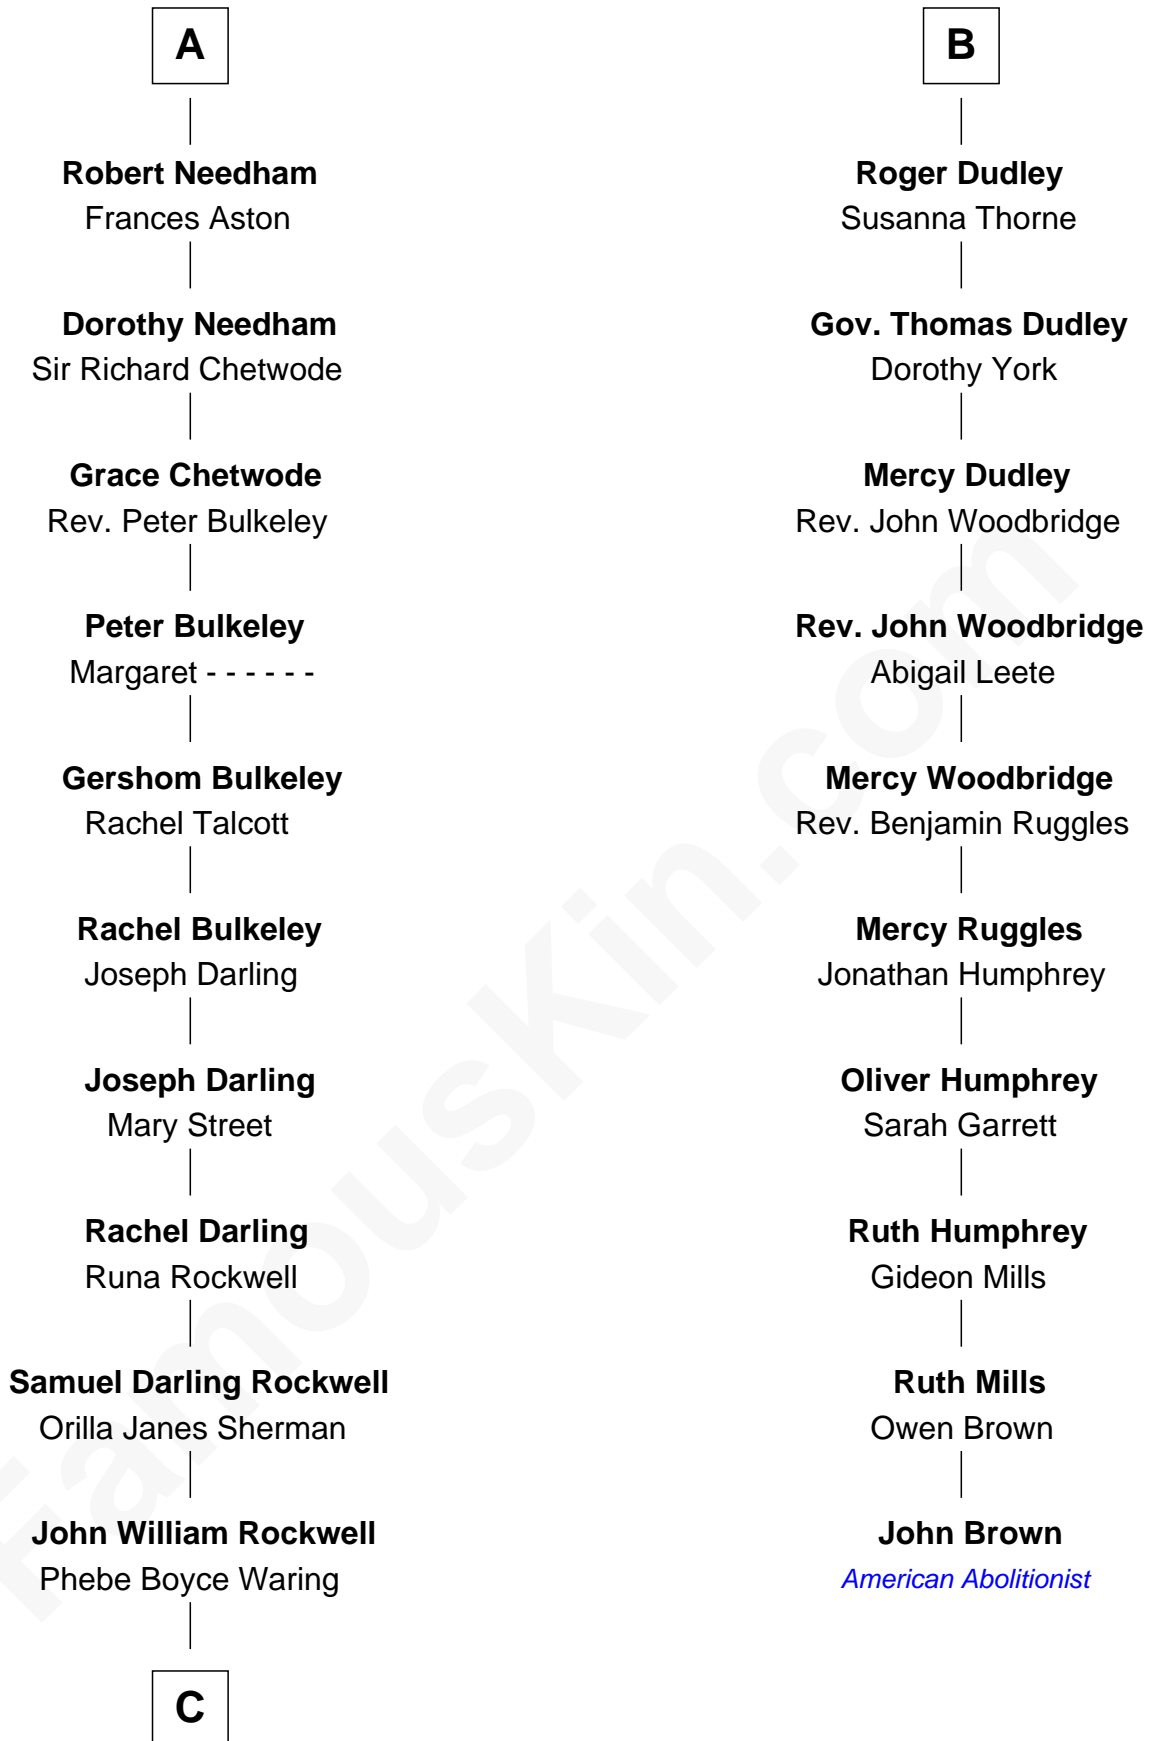 A
Robert Needham
Frances Aston
Dorothy Needham
Sir Richard Chetwode
Grace Chetwode
Rev. Peter Bulkeley
Peter Bulkeley
Margaret - - - - - -
Gershom Bulkeley
Rachel Talcott
Rachel Bulkeley
Joseph Darling
Joseph Darling
Mary Street
Rachel Darling
Runa Rockwell
Samuel Darling Rockwell
Orilla Janes Sherman
John William Rockwell
Phebe Boyce Waring
C
B
Roger Dudley
Susanna Thorne
Gov. Thomas Dudley
Dorothy York
Mercy Dudley
Rev. John Woodbridge
Rev. John Woodbridge
Abigail Leete
Mercy Woodbridge
Rev. Benjamin Ruggles
Mercy Ruggles
Jonathan Humphrey
Oliver Humphrey
Sarah Garrett
Ruth Humphrey
Gideon Mills
Ruth Mills
Owen Brown
John Brown
American Abolitionist
FamousKin.com